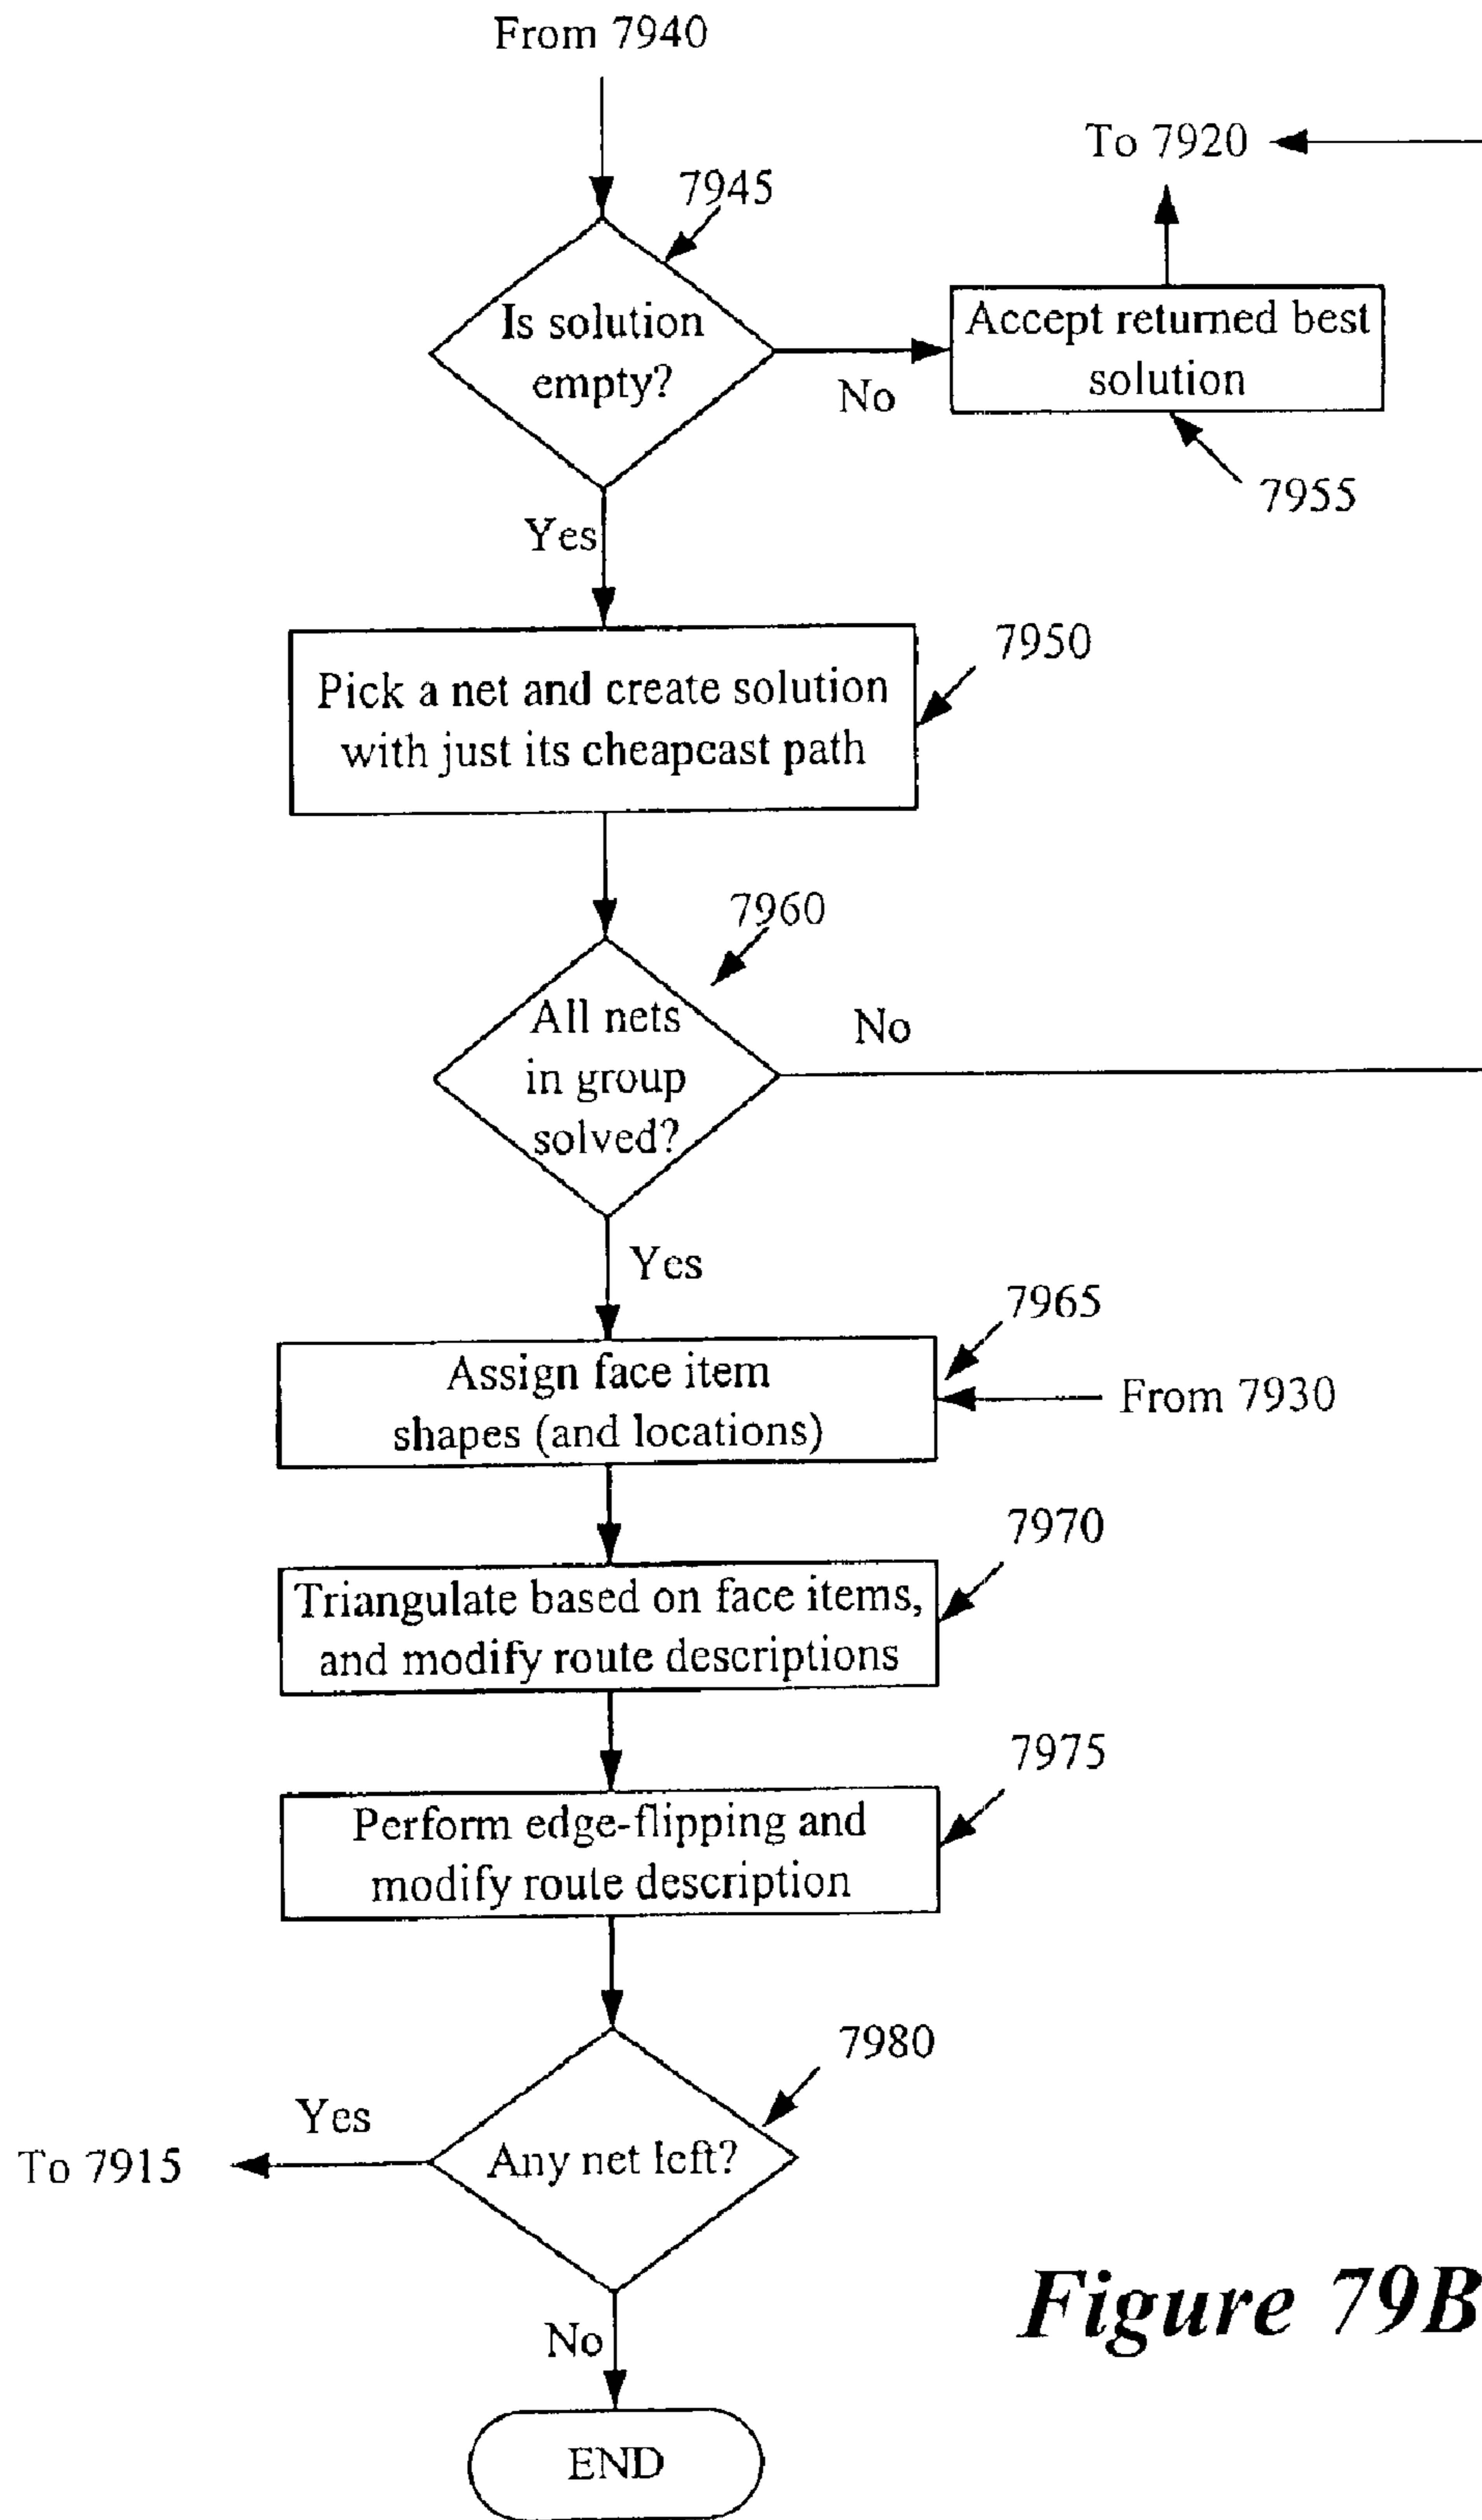 From 7940
To 7920
7945
Is solution
empty?
No
Accept returned best
solution
7955
Yes
7950
Pick a net and create solution
with just its cheapcast path
7960
All nets
in group
solved?
No
Yes
7965
Assign face item
shapes (and locations)
From 7930
7970
Triangulate based on face items,
and modify route descriptions
7975
Perform edge-flipping and
modify route description
7980
Yes
Any net left?
To 7915
No
Figure 79B
END